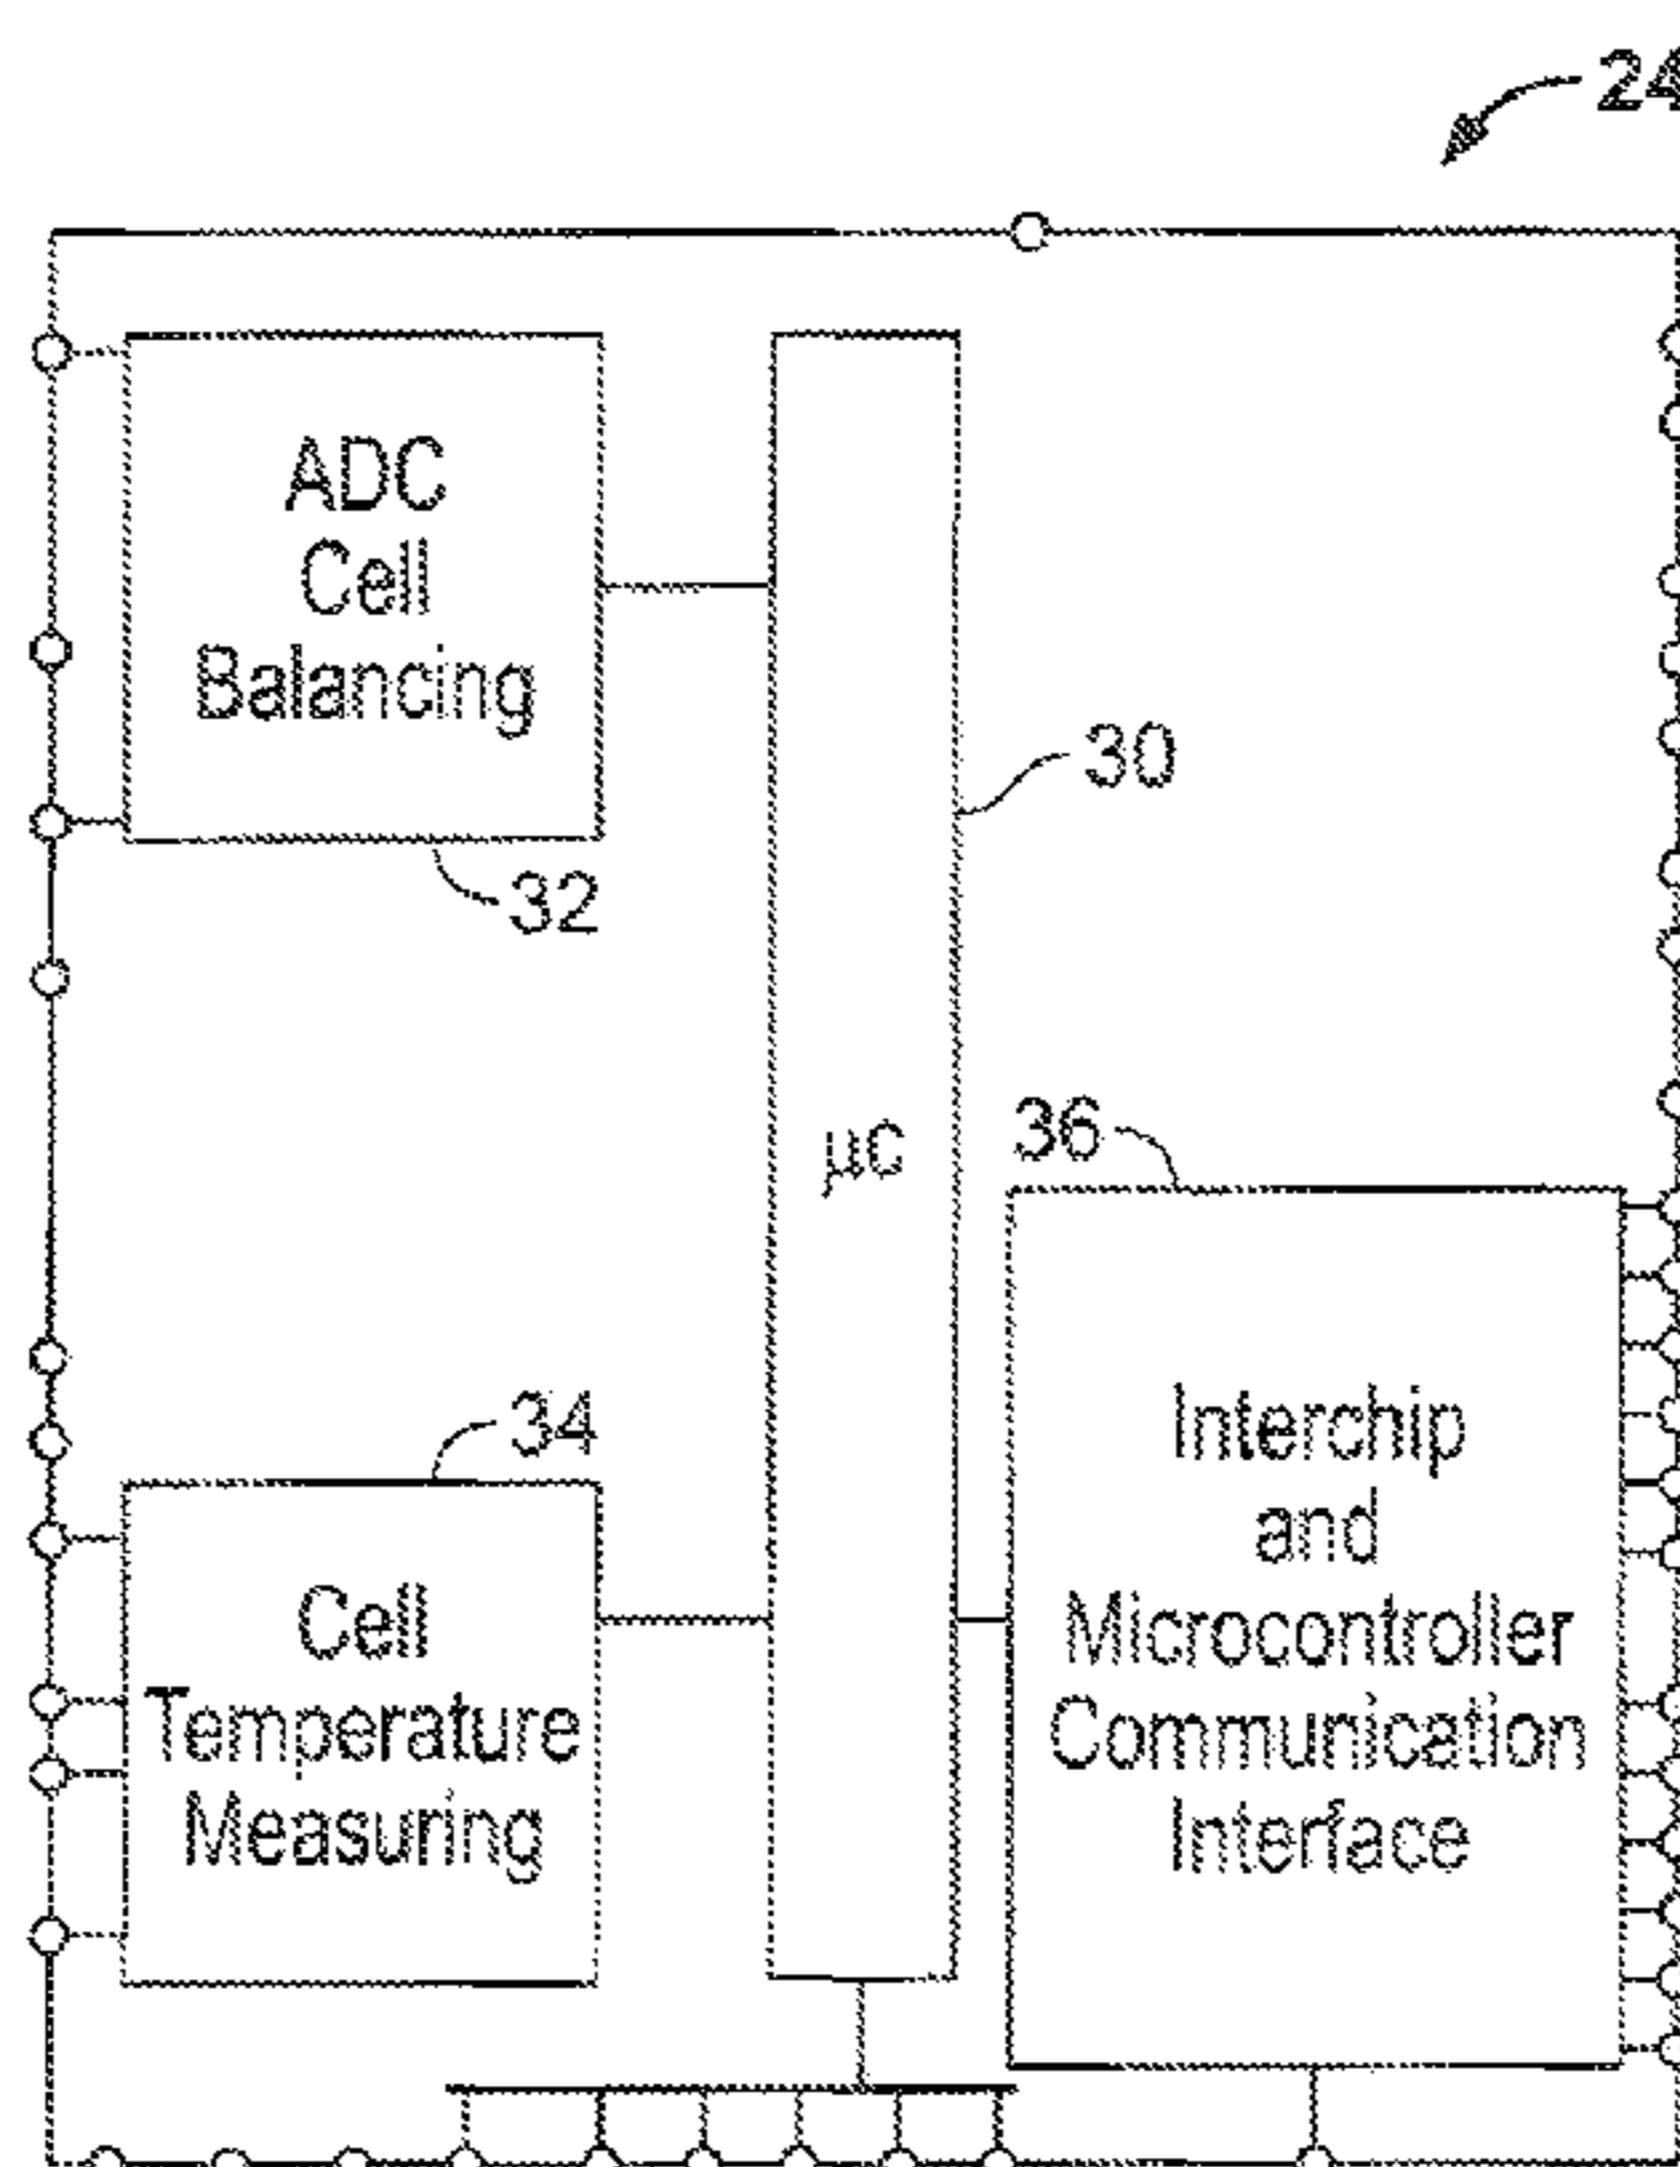 24
ADC
Cell
Balancing
30
32
µc
36
34
Interchip
and
Microcontroller
Communication
Interface
Cell
Temperature
Measuring